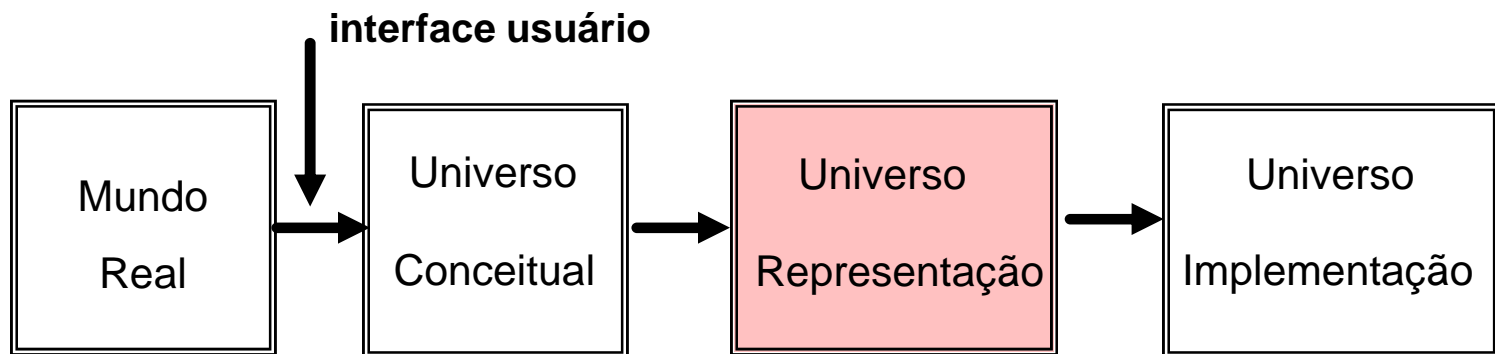 interface usuário
Mundo
Real
Universo
Conceitual
Universo
Representação
Universo
Implementação